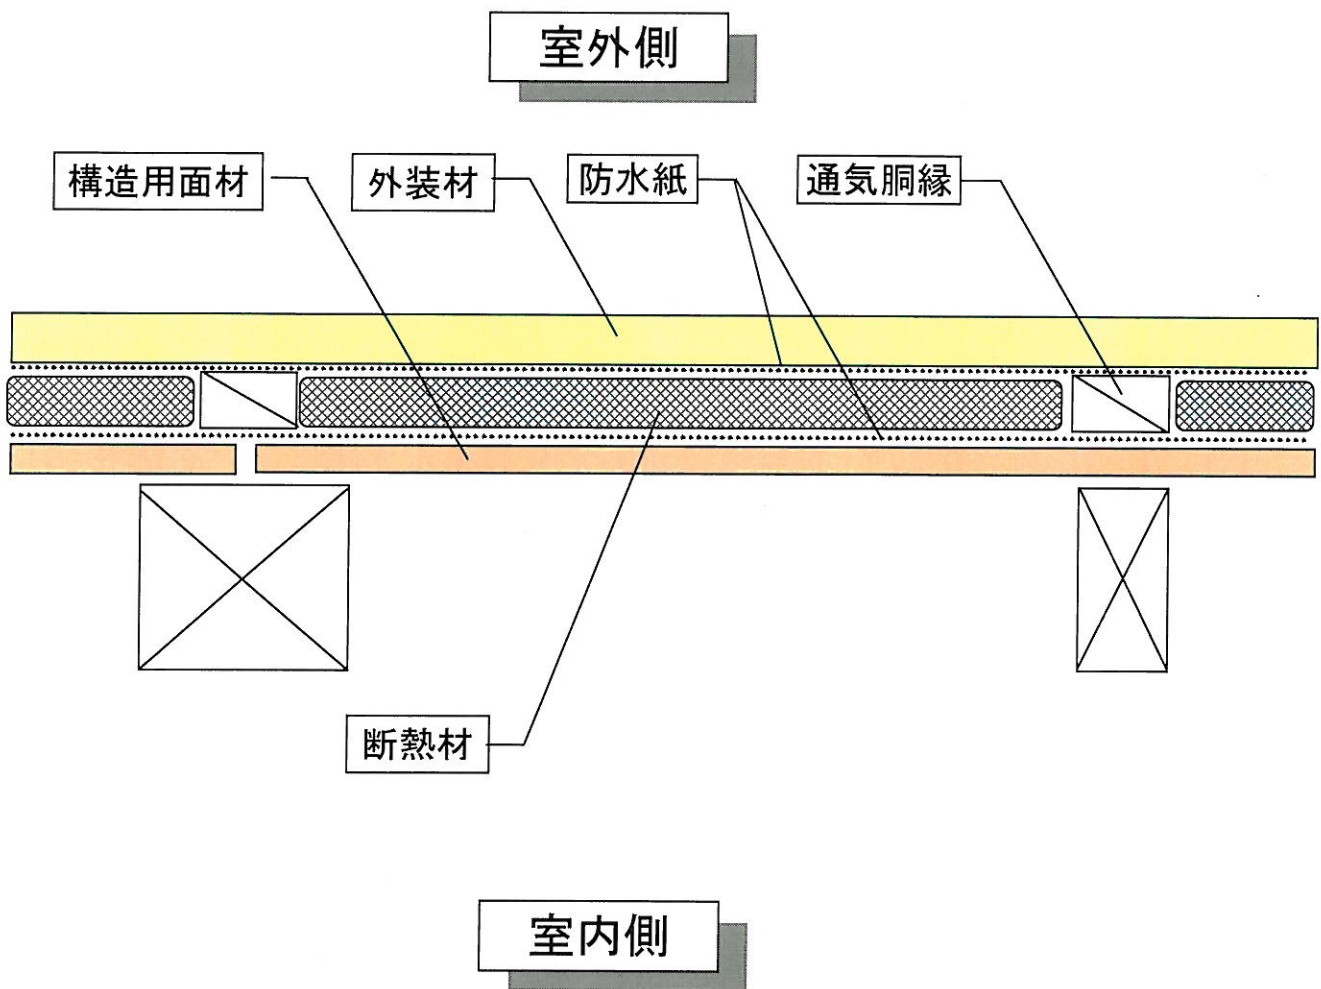 室外側
構造用面材
外装材
防水紙
通気胴縁
断熱材
室内側